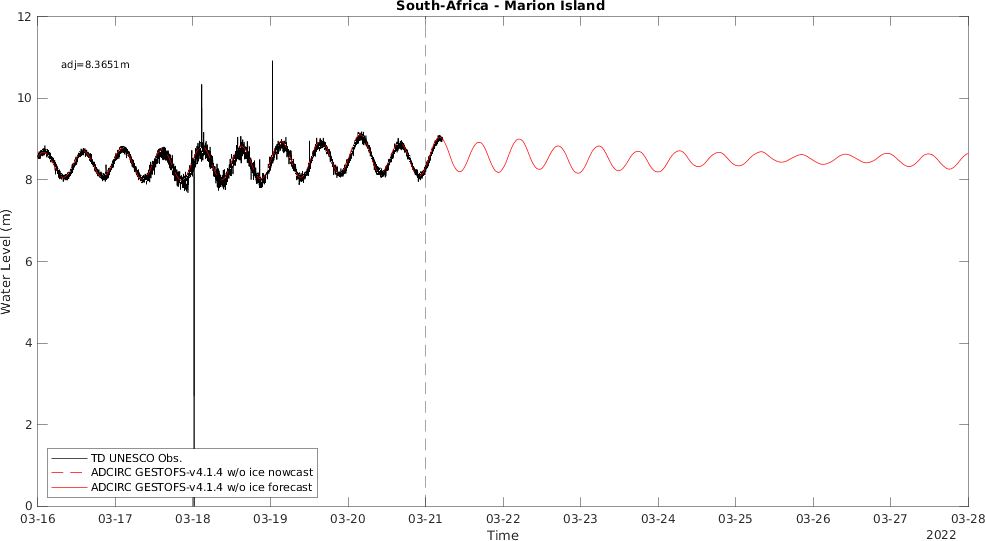 South-Africa - Marion Island
12
adj=8.3651m
10
8
6
4
2
0
Water Level (m)
TD UNESCO Obs.
ADCIRC GESTOFS-v4.1.4 w/o ice nowcast
ADCIRC GESTOFS-v4.1.4 w/o ice forecast
03-16 03-17 03-18 03-19 03-20 03-21 03-22 03-23 03-24 03-25 03-26 03-27 03-28
Time
2022